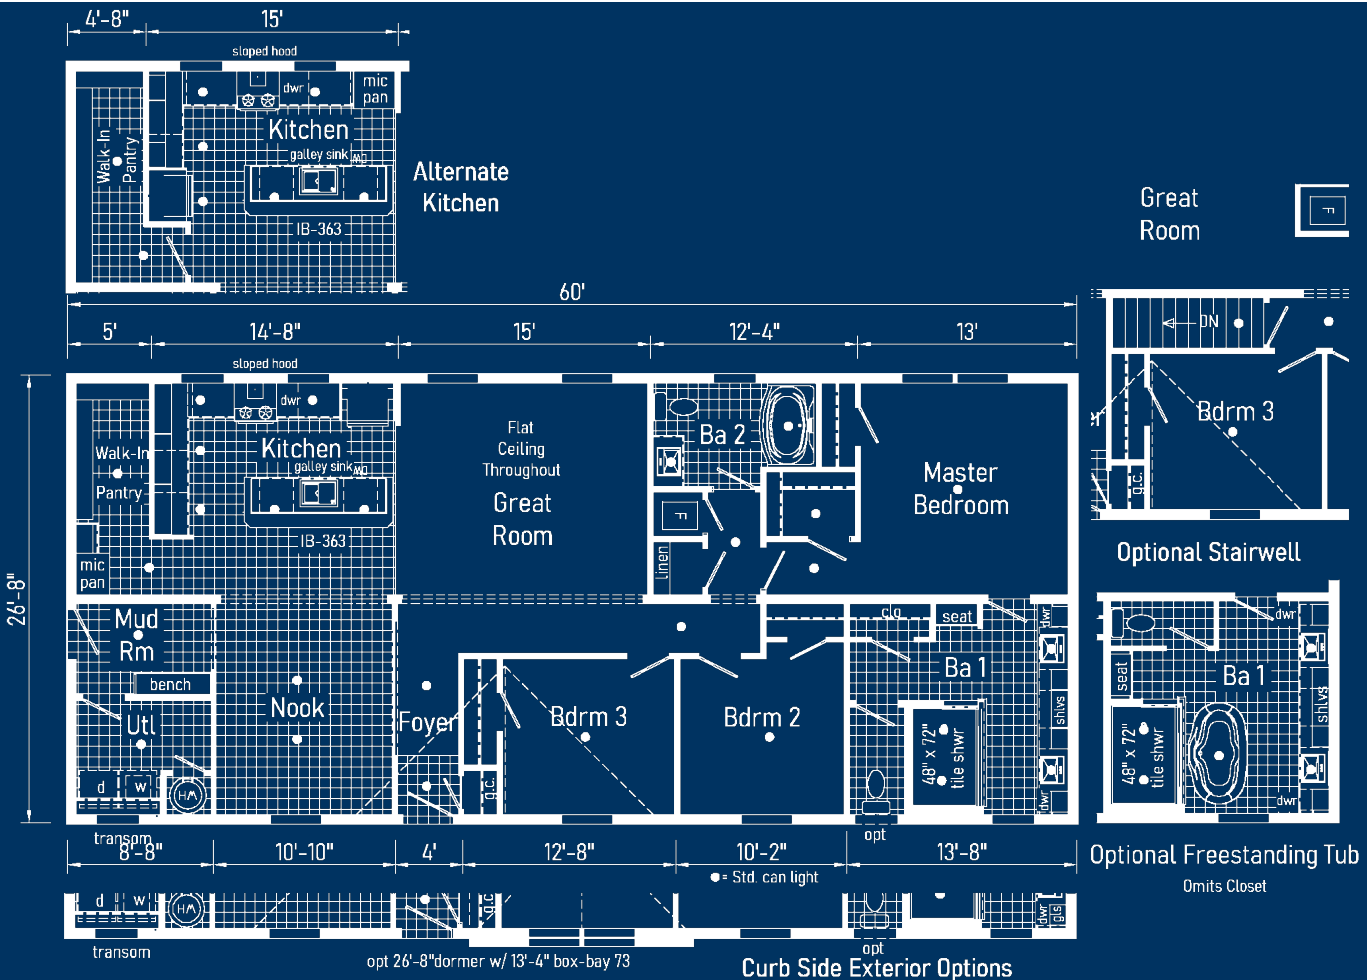 4'-8"
15'
sloped hood
dwr
mic
pan
Kitchen
galley sink
DW
Walk-In
Pantry
IB-363
Alternate
Kitchen
Great
Room
F
60'
5'
14'-8"
15'
12'-4"
13'
sloped hood
dwr
Kitchen
galley sink
DW
Walk-In
Pantry
IB-363
mic
pan
Flat
Ceiling
Throughout
Great
Room
Ba 2
F
linen
Master
Bedroom
26'-8"
Mud
Rm
bench
Utl
d
w
WH
Nook
Foyer
g.c.
Bdrm 3
Bdrm 2
clo
seat
dwr
Ba 1
shlvs
48" x 72"
tile shwr
dwr
transom
opt
8'-8"
10'-10"
4'
12'-8"
10'-2"
13'-8"
= Std. can light
DN
Bdrm 3
g.c.
Optional Stairwell
dwr
seat
Ba 1
shlvs
48" x 72"
tile shwr
dwr
Optional Freestanding Tub
Omits Closet
d
w
WH
g.c.
dwr
gls
transom
opt
opt 26'-8"dormer w/ 13'-4" box-bay 73
Curb Side Exterior Options